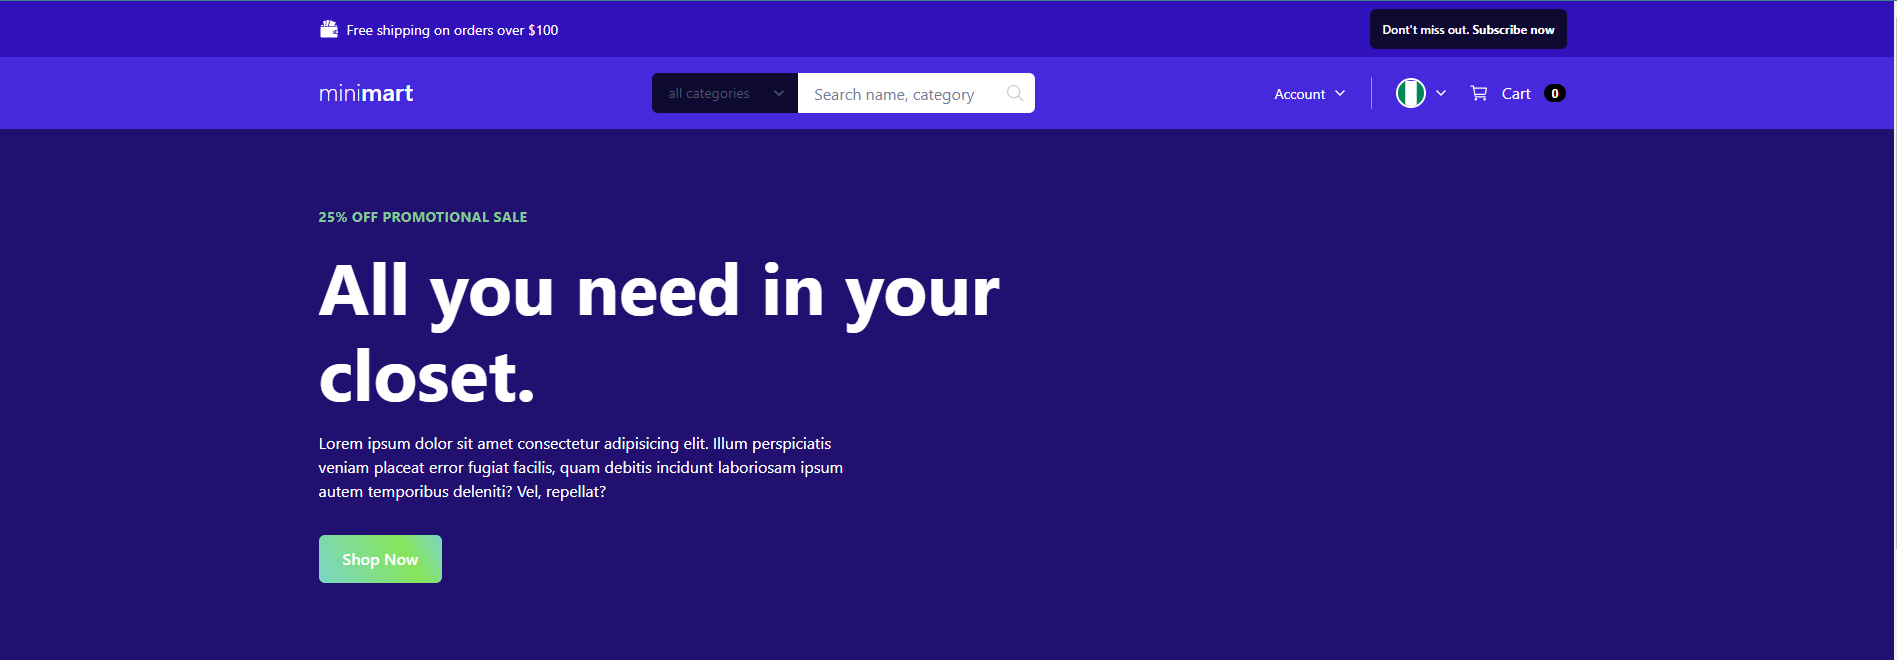 Free shipping on orders over $100
Dont't miss out. Subscribe now
minimart
all categories
Search name, category
Account
Cart 0
25% OFF PROMOTIONAL SALE
All you need in your
closet.
Lorem ipsum dolor sit amet consectetur adipisicing elit. Illum perspiciatis
veniam placeat error fugiat facilis, quam debitis incidunt laboriosam ipsum
autem temporibus deleniti? Vel, repellat?
Shop Now